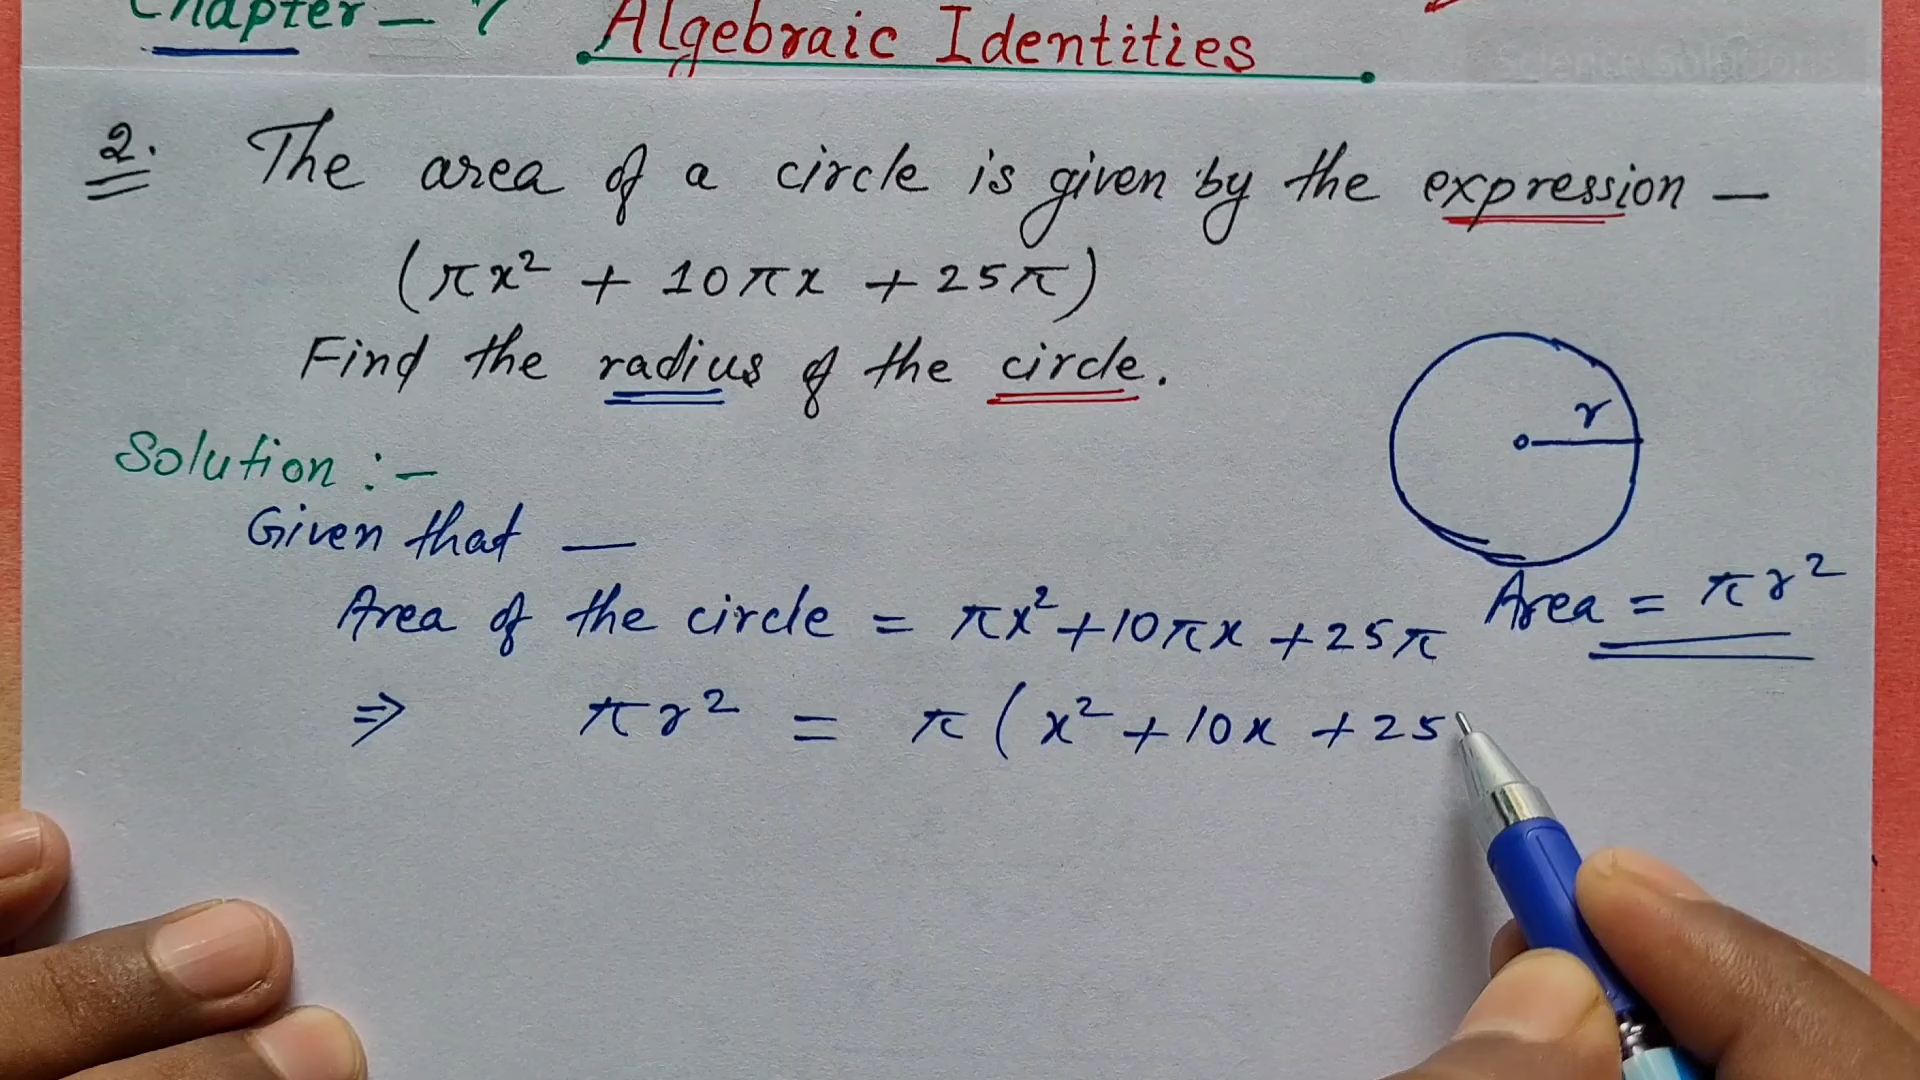 Chapter - 7 Algebraic Identities
Science Solutions
2. The area of a circle is given by the expression —
(πx² + 10πx + 25π)
Find the radius of the circle.
r
Solution :-
Given that —
Area of the circle = πx² + 10πx + 25π
Area = πr²
⇒ πr² = π(x² + 10x + 25